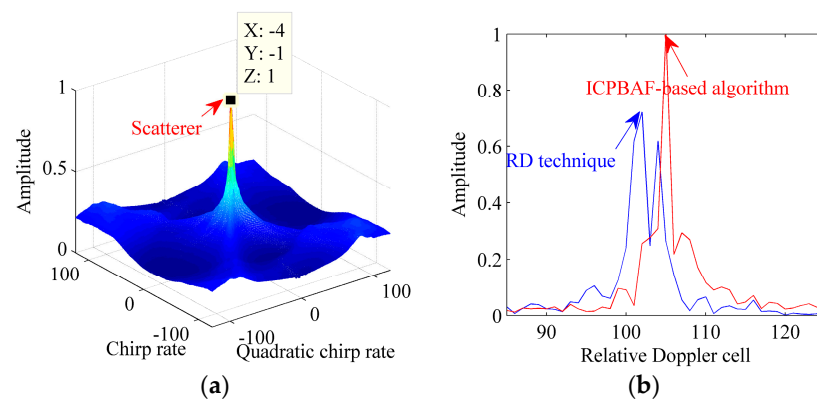 X: -4
Y: -1
Z: 1
Scatterer
Amplitude
1
0.5
0
100
0
-100
Chirp rate
-100
0
100
Quadratic chirp rate
(a)
ICPBAF-based algorithm
RD technique
Amplitude
1
0.8
0.6
0.4
0.2
0
90 100 110 120
Relative Doppler cell
(b)